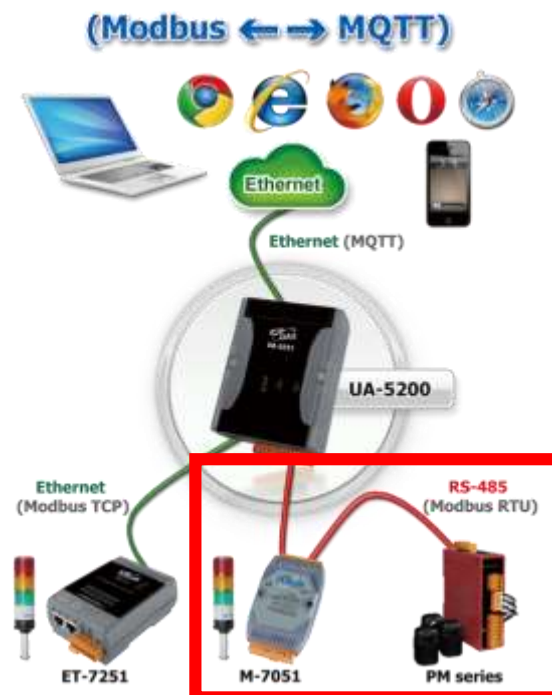 (Modbus ←→ MQTT)
Ethernet
Ethernet (MQTT)
UA-5200
Ethernet
(Modbus TCP)
RS-485
(Modbus RTU)
ET-7251
M-7051
PM series